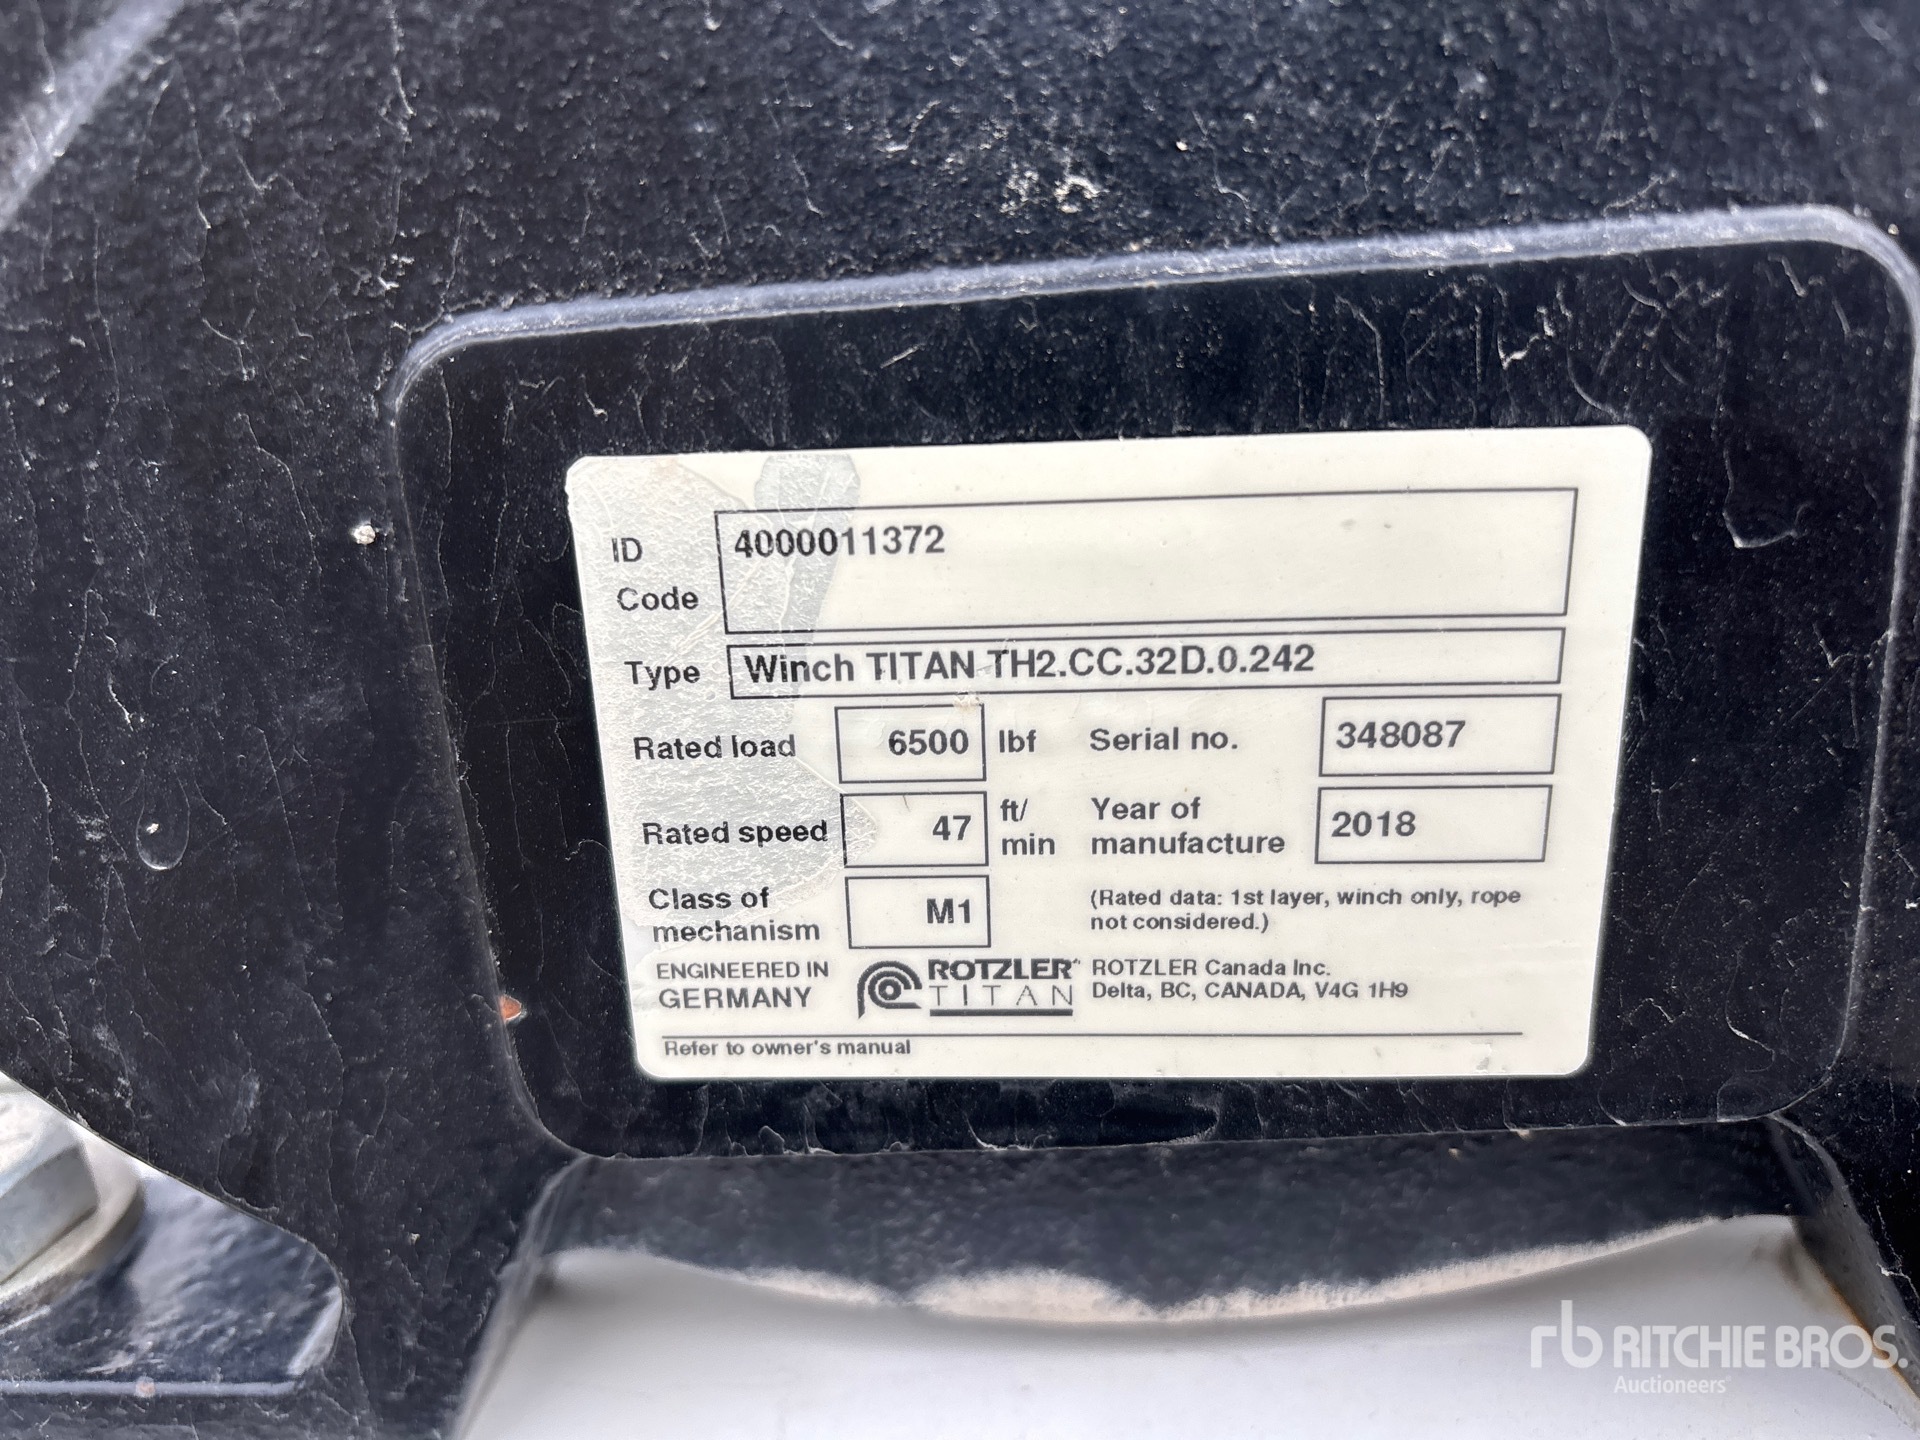 ID
Code
4000011372
Type
Winch TITAN TH2.CC.32D.0.242
Rated load 6500 lbf
Serial no. 348087
Rated speed 47 ft/
min
Year of
manufacture
2018
Class of
mechanism
M1
(Rated data: 1st layer, winch only, rope
not considered.)
ENGINEERED IN
GERMANY
ROTZLER
TITAN
ROTZLER Canada Inc.
Delta, BC, CANADA, V4G 1H9
Refer to owner's manual
rb RITCHIE BROS.
Auctioneers